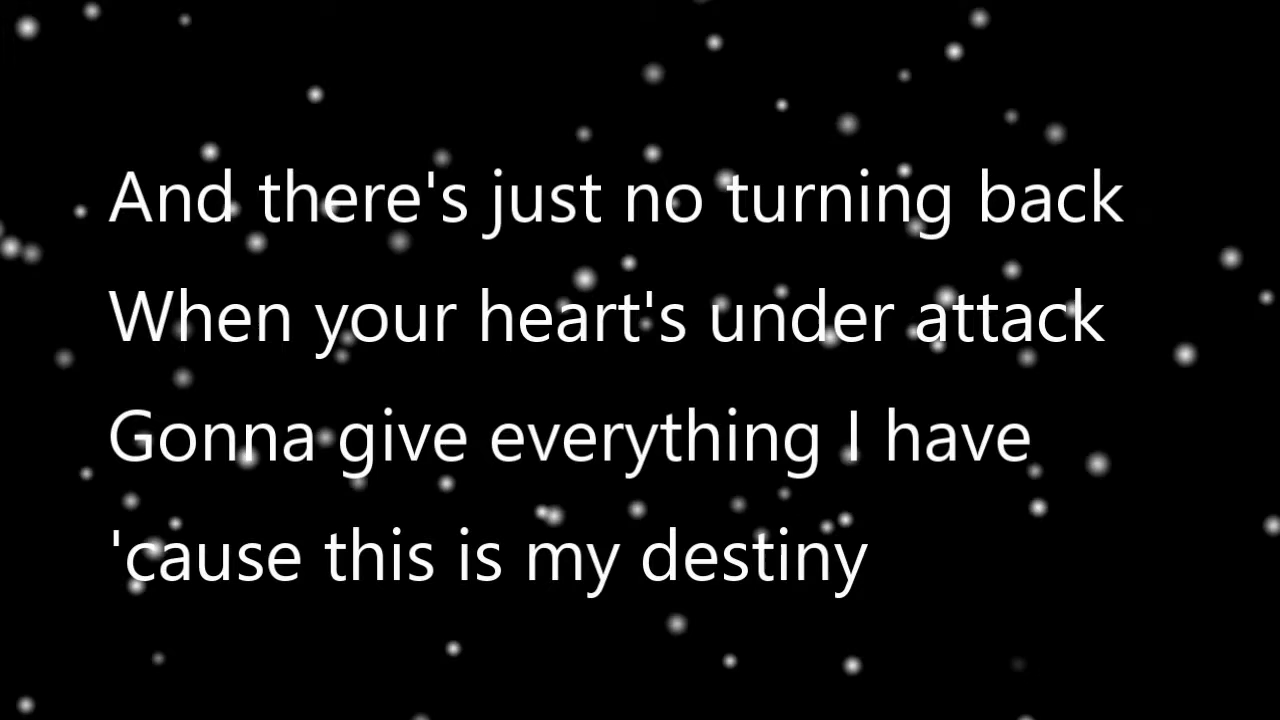 And there's just no turning back
When your heart's under attack
Gonna give everything I have
'cause this is my destiny